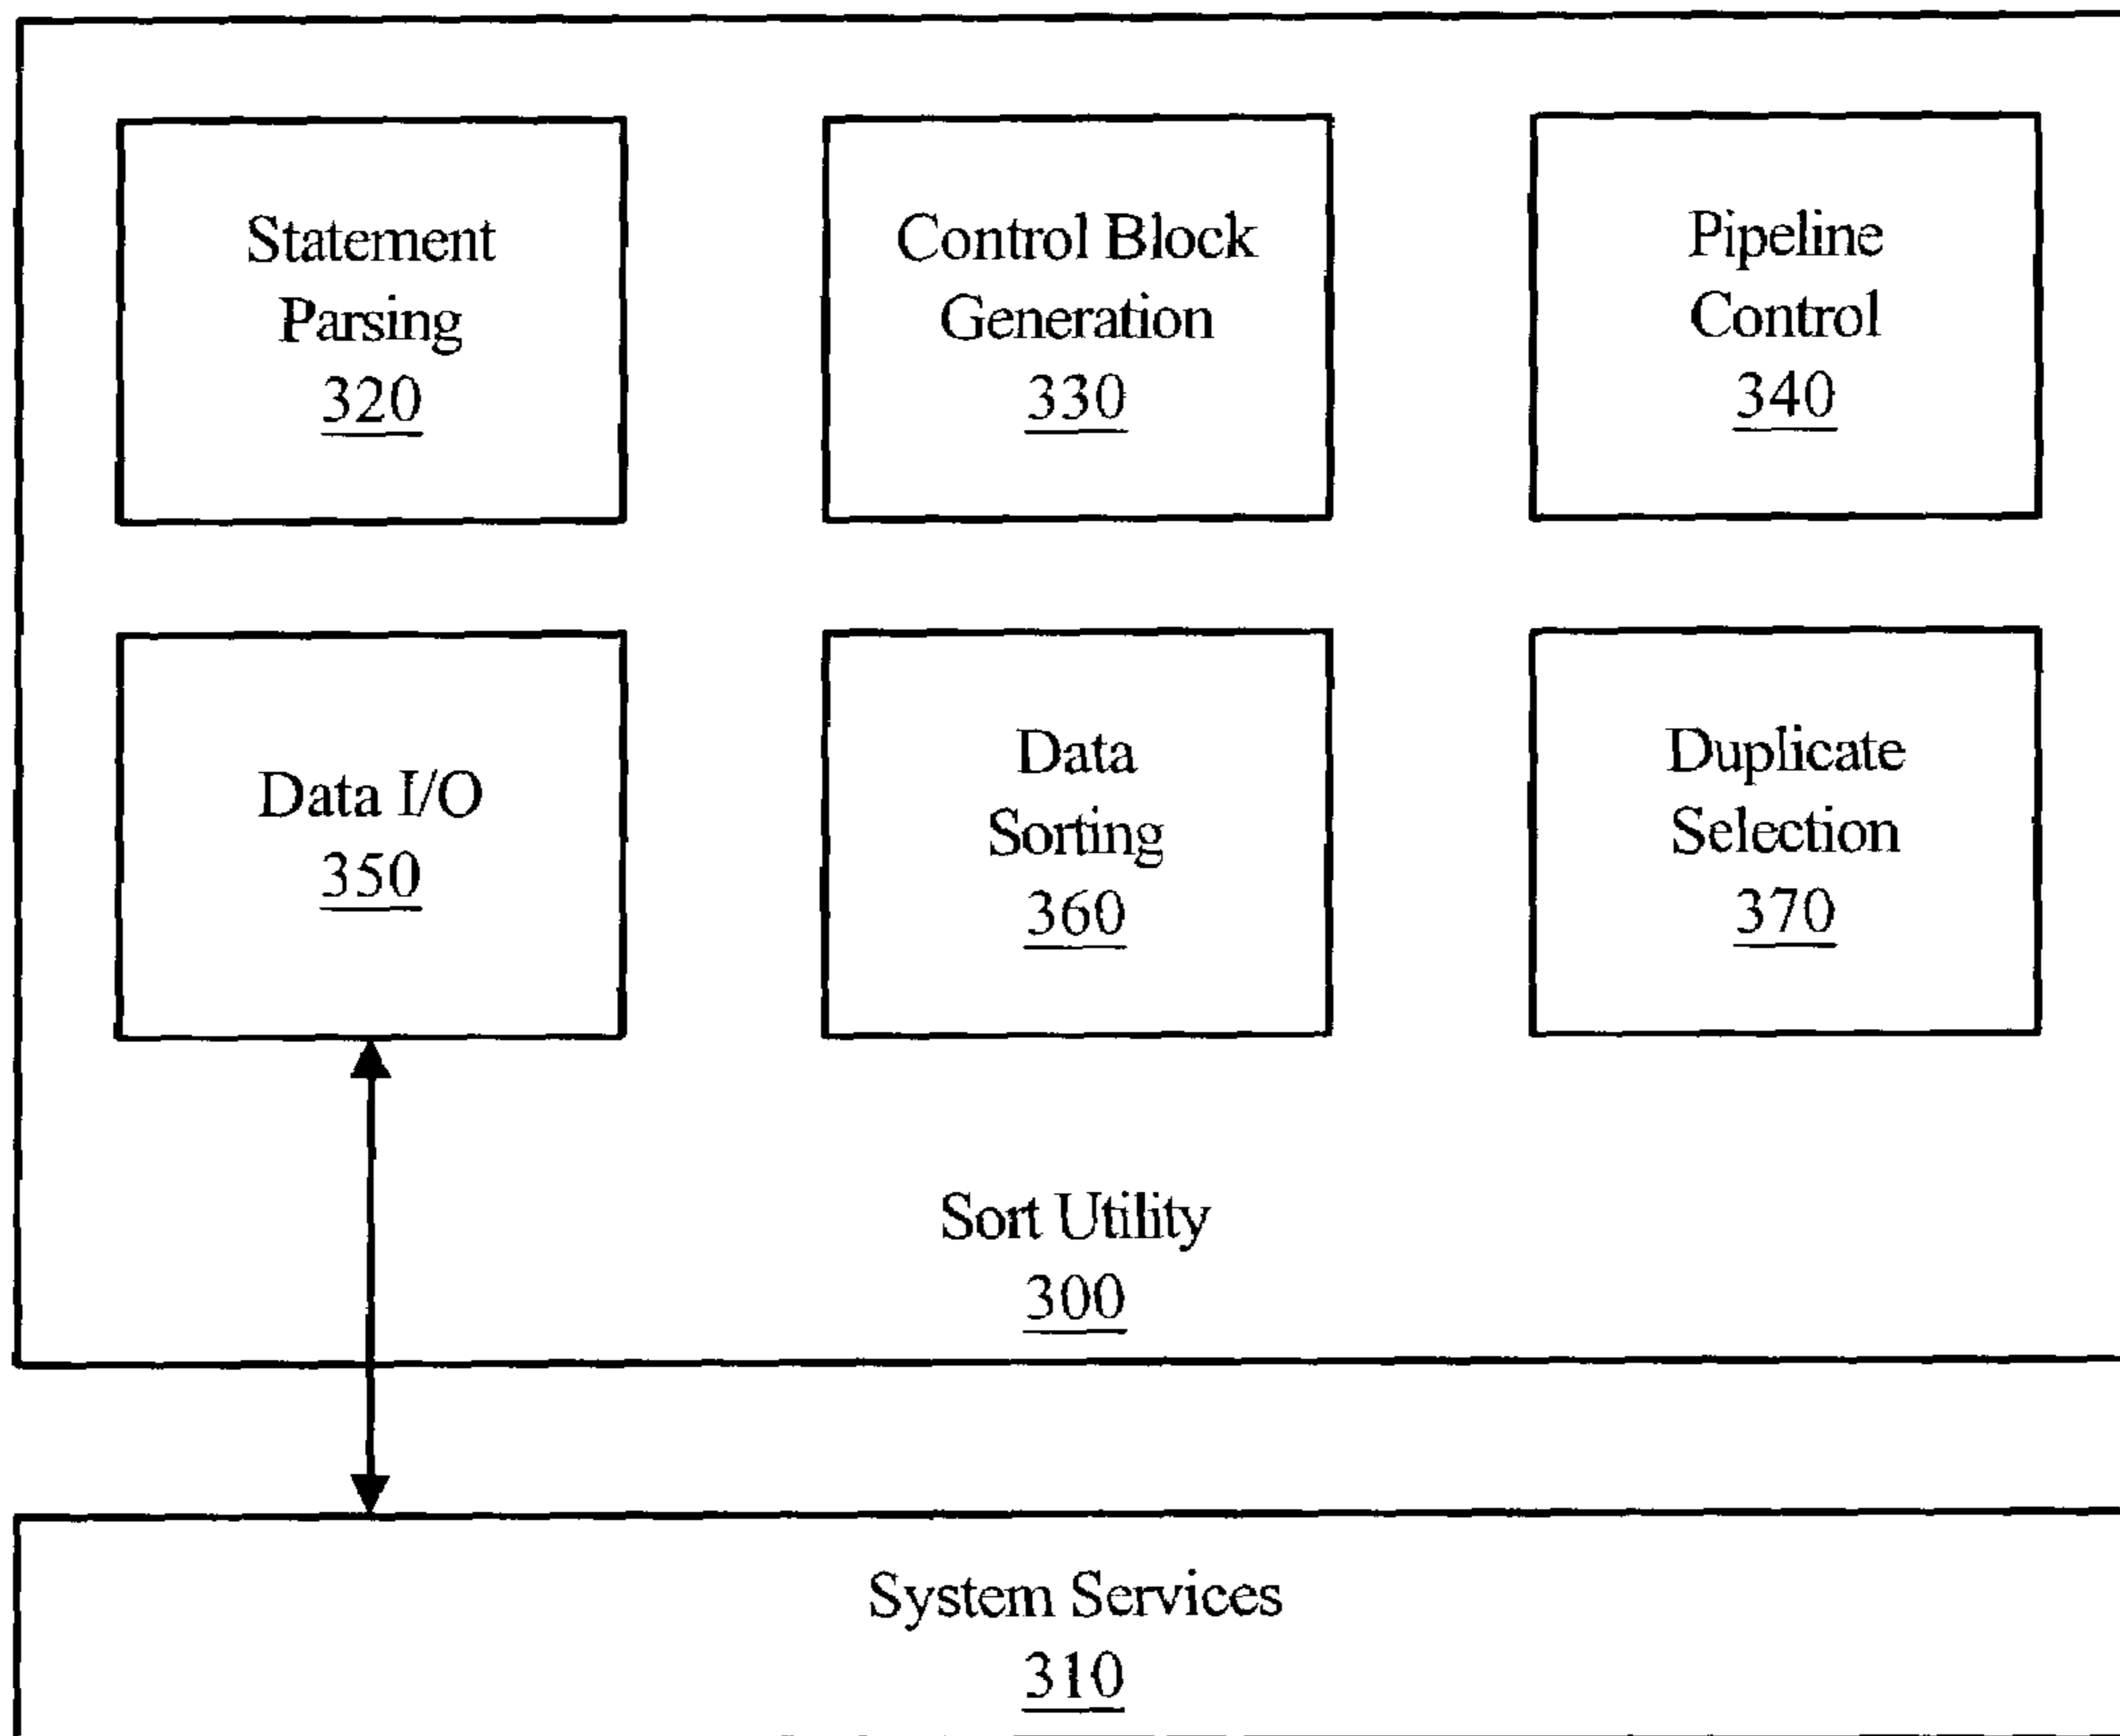 Statement
Parsing
320
Control Block
Generation
330
Pipeline
Control
340
Data I/O
350
Data
Sorting
360
Duplicate
Selection
370
Sort Utility
300
System Services
310